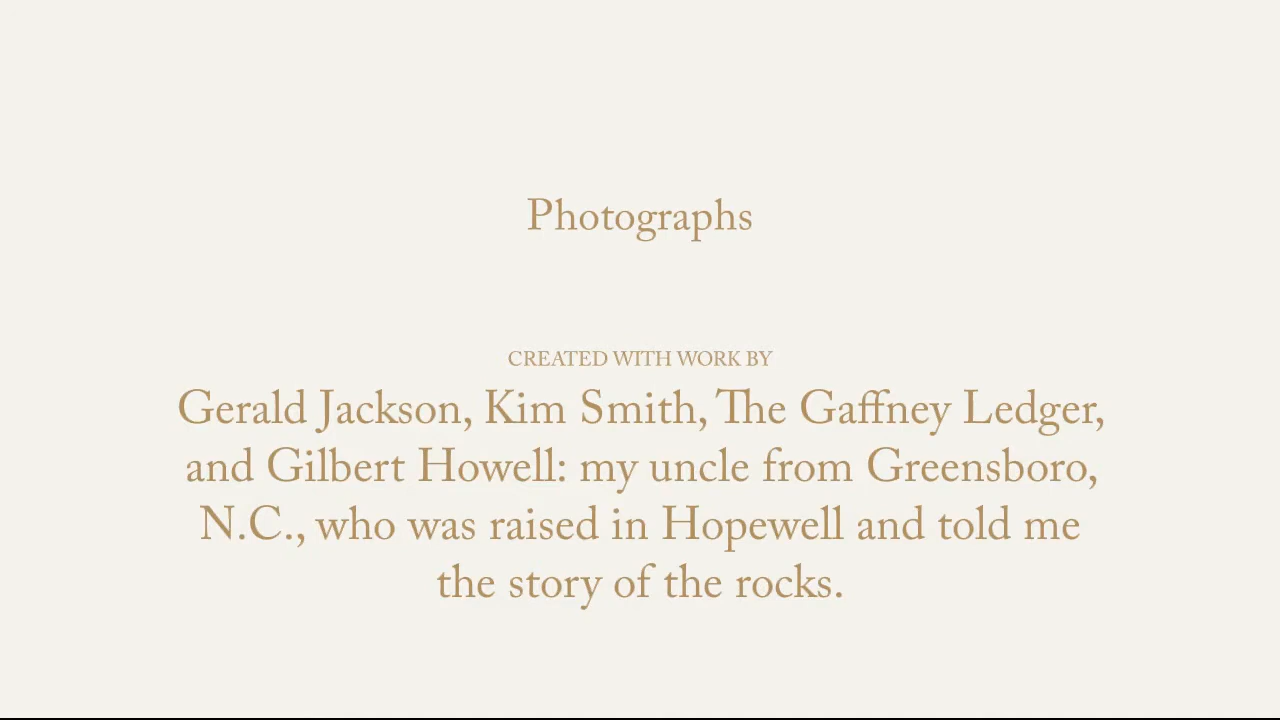 Photographs
CREATED WITH WORK BY
Gerald Jackson, Kim Smith, The Gaffney Ledger,
and Gilbert Howell: my uncle from Greensboro,
N.C., who was raised in Hopewell and told me
the story of the rocks.